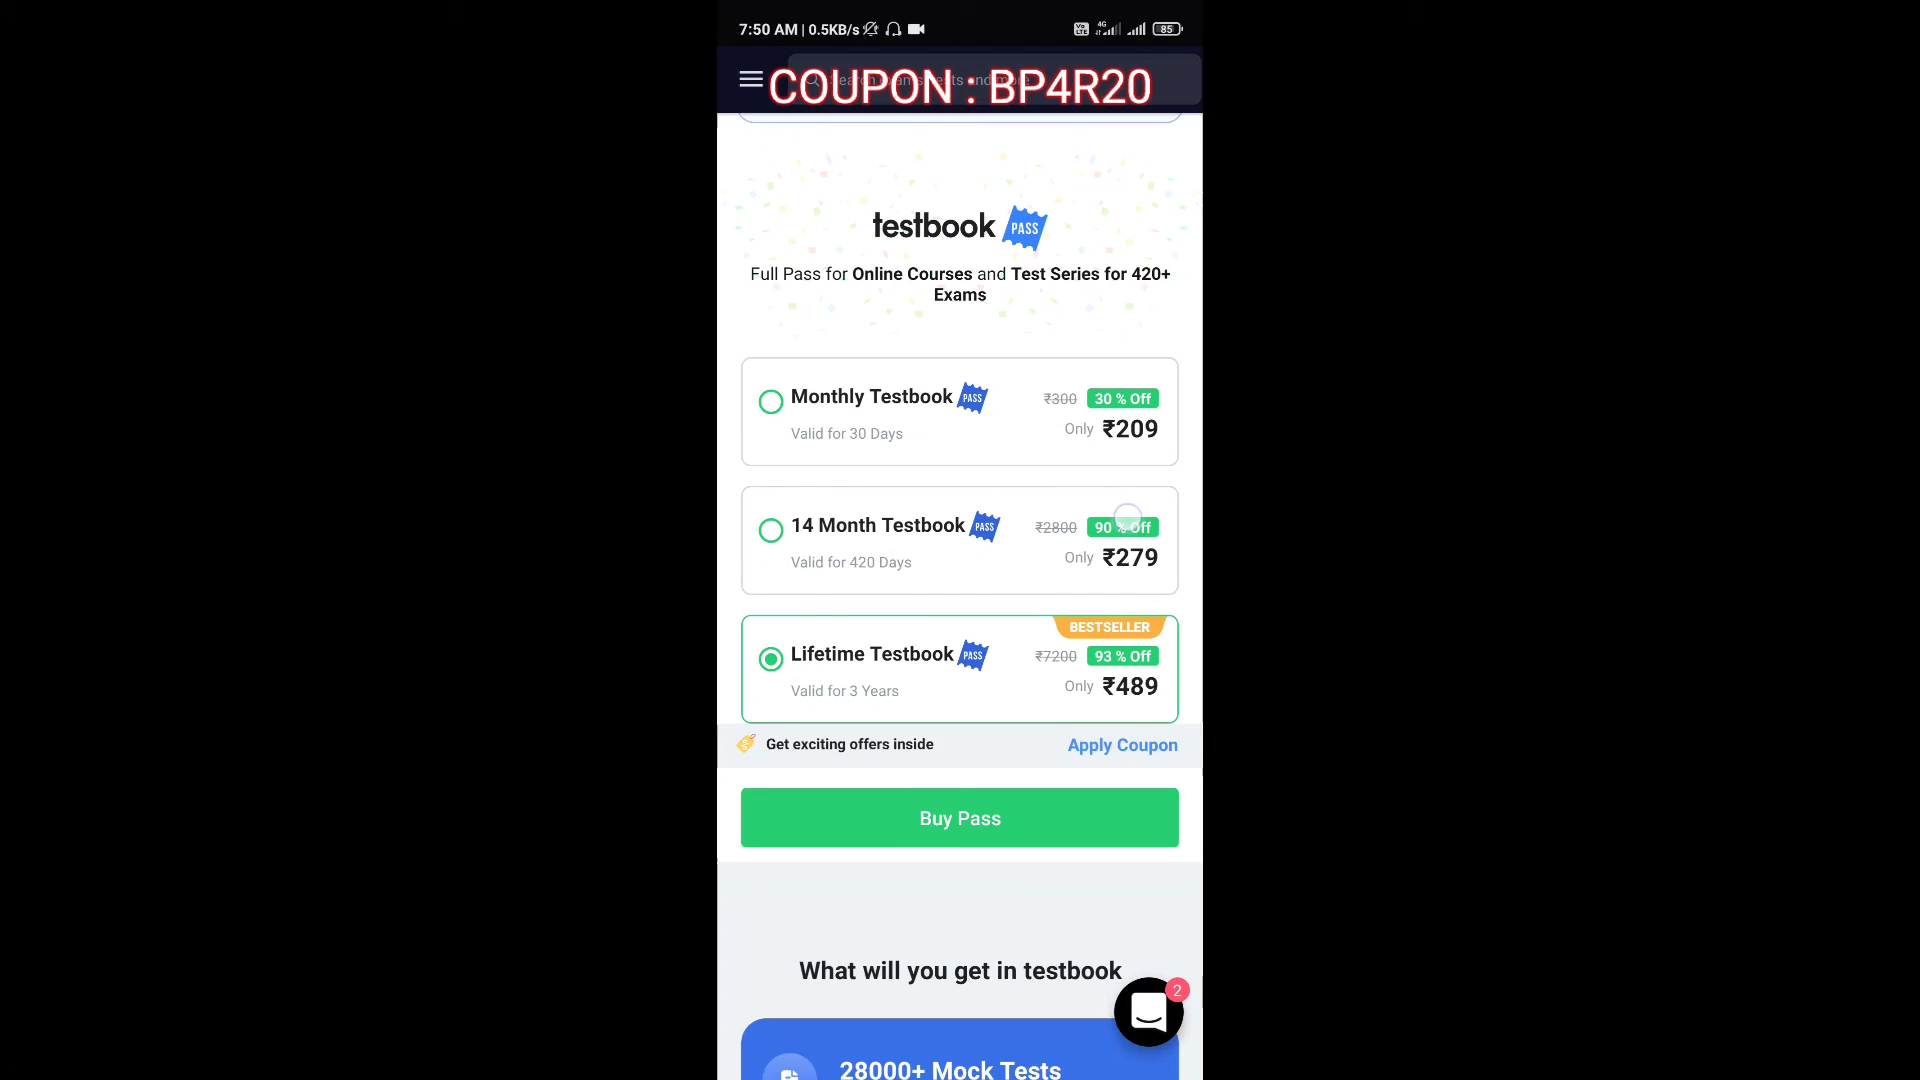 7:50 AM | 0.5KB/s
4G
85
COUPON : BP4R20
testbook PASS
Full Pass for Online Courses and Test Series for 420+
Exams
Monthly Testbook PASS
₹300 30 % Off
Valid for 30 Days
Only ₹209
14 Month Testbook PASS
₹2800 90 % Off
Valid for 420 Days
Only ₹279
BESTSELLER
Lifetime Testbook PASS
₹7200 93 % Off
Valid for 3 Years
Only ₹489
Get exciting offers inside
Apply Coupon
Buy Pass
What will you get in testbook
2
28000+ Mock Tests